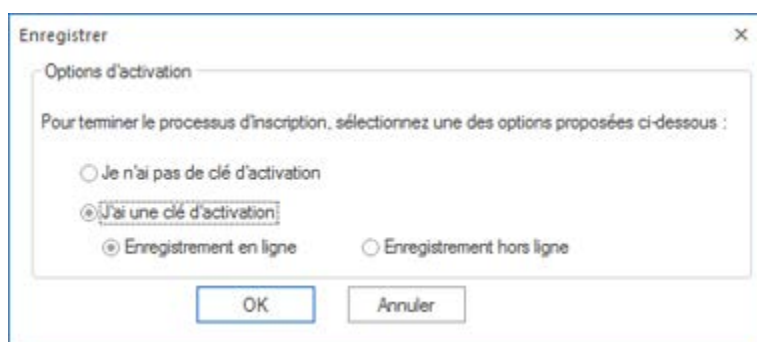 Enregistrer
Options d'activation
Pour terminer le processus d'inscription, sélectionnez une des options proposées ci-dessous :
Je n'ai pas de clé d'activation
J'ai une clé d'activation
Enregistrement en ligne Enregistrement hors ligne
OK Annuler